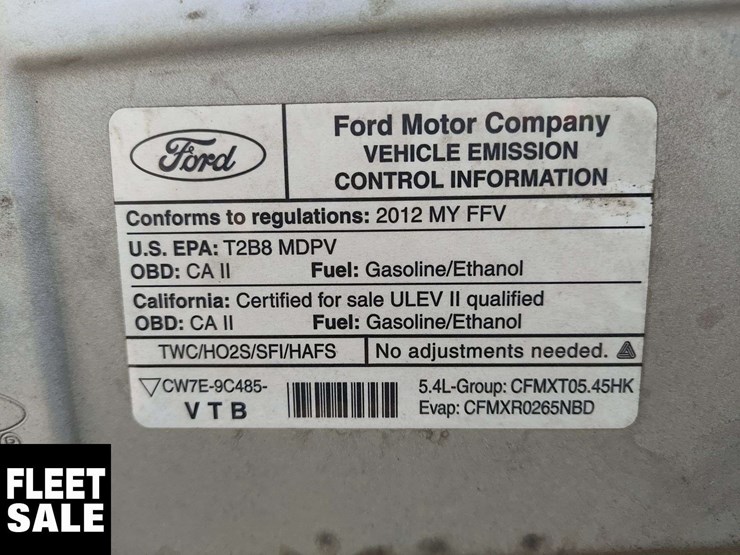 Ford
Ford Motor Company
VEHICLE EMISSION
CONTROL INFORMATION
Conforms to regulations: 2012 MY FFV
U.S. EPA: T2B8 MDPV
OBD: CA II Fuel: Gasoline/Ethanol
California: Certified for sale ULEV II qualified
OBD: CA II Fuel: Gasoline/Ethanol
TWC/HO2S/SFI/HAFS No adjustments needed.
CW7E-9C485-
VTB
5.4L-Group: CFMXT05.45HK
Evap: CFMXR0265NBD
FLEET
SALE